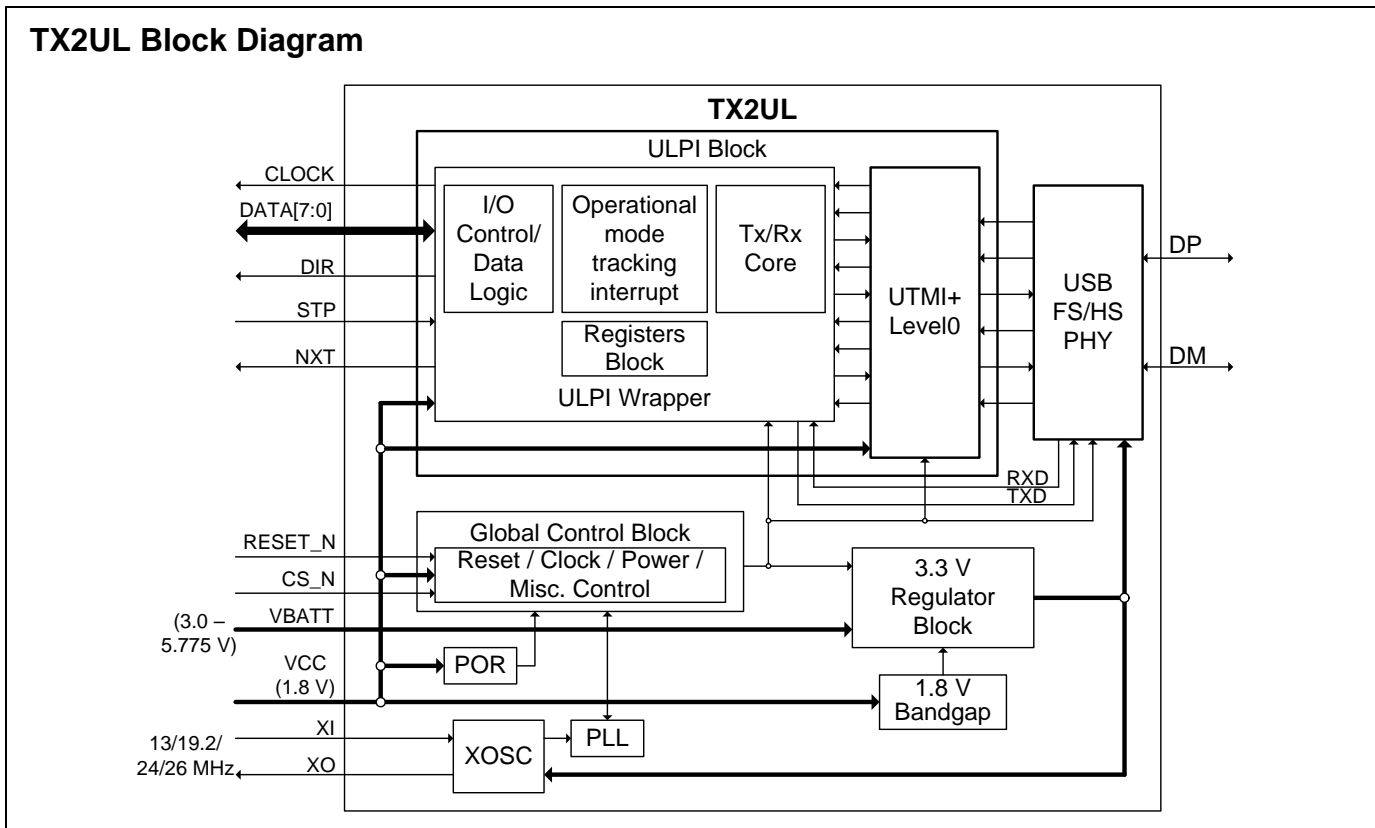 TX2UL Block Diagram
TX2UL
ULPI Block
CLOCK
DATA[7:0]
DIR
STP
NXT
I/O
Control/
Data
Logic
Operational
mode
tracking
interrupt
Tx/Rx
Core
Registers
Block
ULPI Wrapper
UTMI+
Level0
USB
FS/HS
PHY
DP
DM
RXD
TXD
RESET_N
CS_N
Global Control Block
Reset / Clock / Power /
Misc. Control
3.3 V
Regulator
Block
(3.0 –
5.775 V)
VBATT
VCC
(1.8 V)
POR
1.8 V
Bandgap
13/19.2/
24/26 MHz
XI
XO
XOSC
PLL